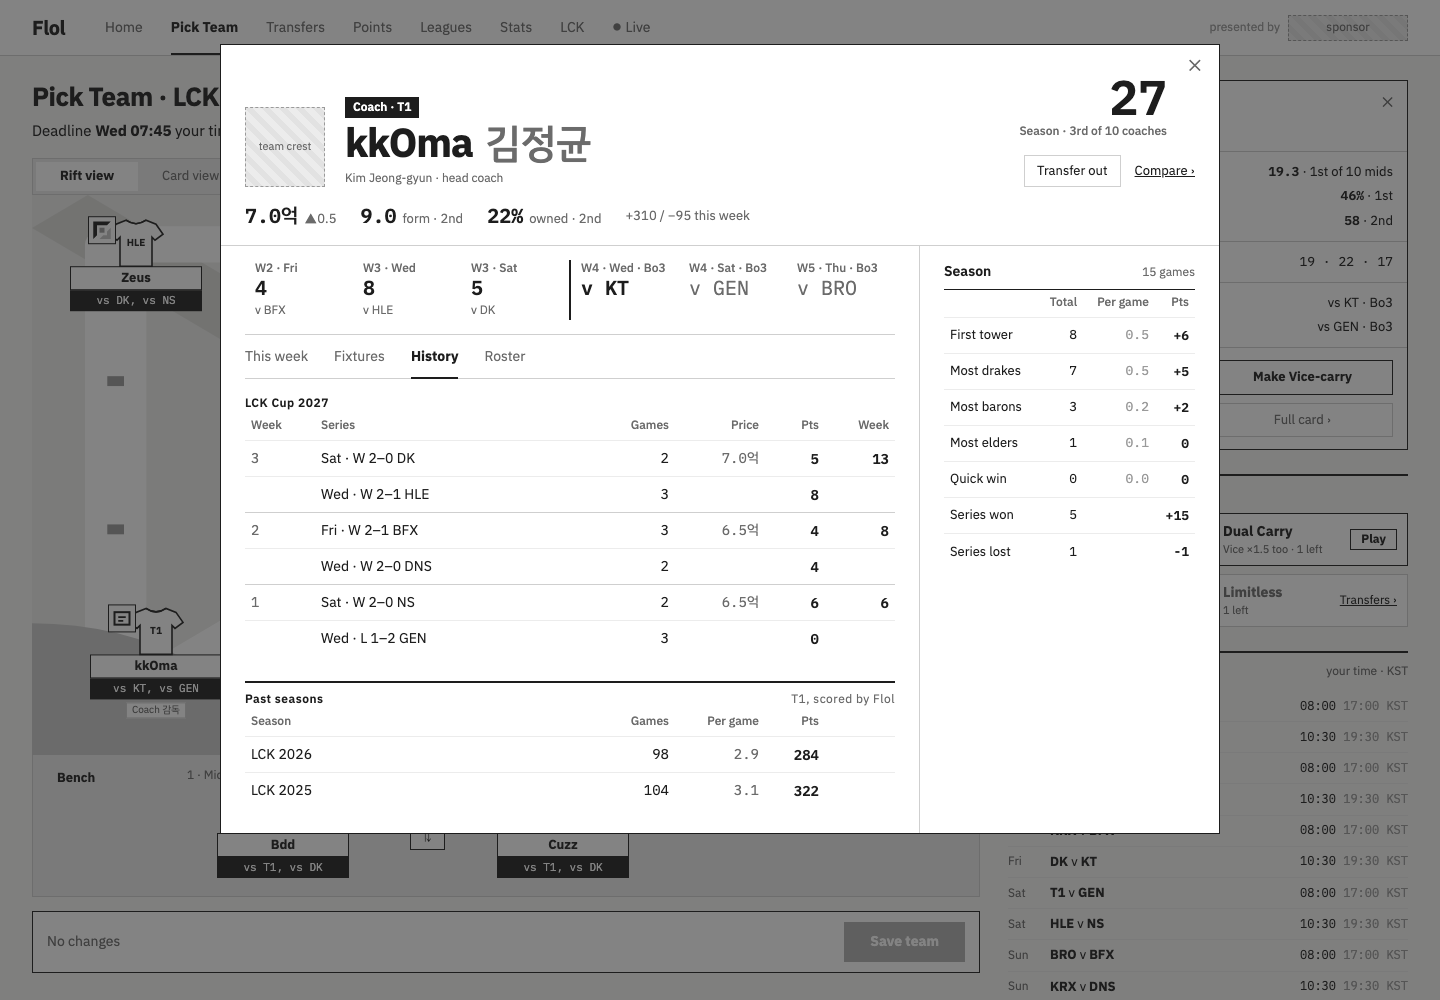 Flol Home Pick Team Transfers Points Leagues Stats LCK Live presented by sponsor
Pick Team · LCK
Deadline Wed 07:45 your
Rift view Card view
HLE
Zeus
vs DK, vs NS
T1
kkOma
vs KT, vs GEN
Coach 감독
Bench 1 ·
Bdd
vs T1, vs DK
Cuzz
vs T1, vs DK
No changes Save team
team crest
Coach · T1
kkOma 김정균
Kim Jeong-gyun · head coach
27
Season · 3rd of 10 coaches
Transfer out Compare ›
7.0억 ▲0.5 9.0 form · 2nd 22% owned · 2nd +310 / −95 this week
W2 · Fri W3 · Wed W3 · Sat W4 · Wed · Bo3 W4 · Sat · Bo3 W5 · Thu · Bo3
4 8 5 v KT v GEN v BRO
v BFX v HLE v DK
This week Fixtures History Roster
LCK Cup 2027
Week Series Games Price Pts Week
3 Sat · W 2–0 DK 2 7.0억 5 13
Wed · W 2–1 HLE 3 8
2 Fri · W 2–1 BFX 3 6.5억 4 8
Wed · W 2–0 DNS 2 4
1 Sat · W 2–0 NS 2 6.5억 6 6
Wed · L 1–2 GEN 3 0
Past seasons T1, scored by Flol
Season Games Per game Pts
LCK 2026 98 2.9 284
LCK 2025 104 3.1 322
Season 15 games
Total Per game Pts
First tower 8 0.5 +6
Most drakes 7 0.5 +5
Most barons 3 0.2 +2
Most elders 1 0.1 0
Quick win 0 0.0 0
Series won 5 +15
Series lost 1 -1
19.3 · 1st of 10 mids
46% · 1st
58 · 2nd
19 · 22 · 17
vs KT · Bo3
vs GEN · Bo3
Make Vice-carry
Full card ›
Dual Carry
Vice ×1.5 too · 1 left
Play
Limitless
1 left
Transfers ›
your time · KST
08:00 17:00 KST
10:30 19:30 KST
08:00 17:00 KST
10:30 19:30 KST
08:00 17:00 KST
Fri DK v KT 10:30 19:30 KST
Sat T1 v GEN 08:00 17:00 KST
Sat HLE v NS 10:30 19:30 KST
Sun BRO v BFX 08:00 17:00 KST
Sun KRX v DNS 10:30 19:30 KST